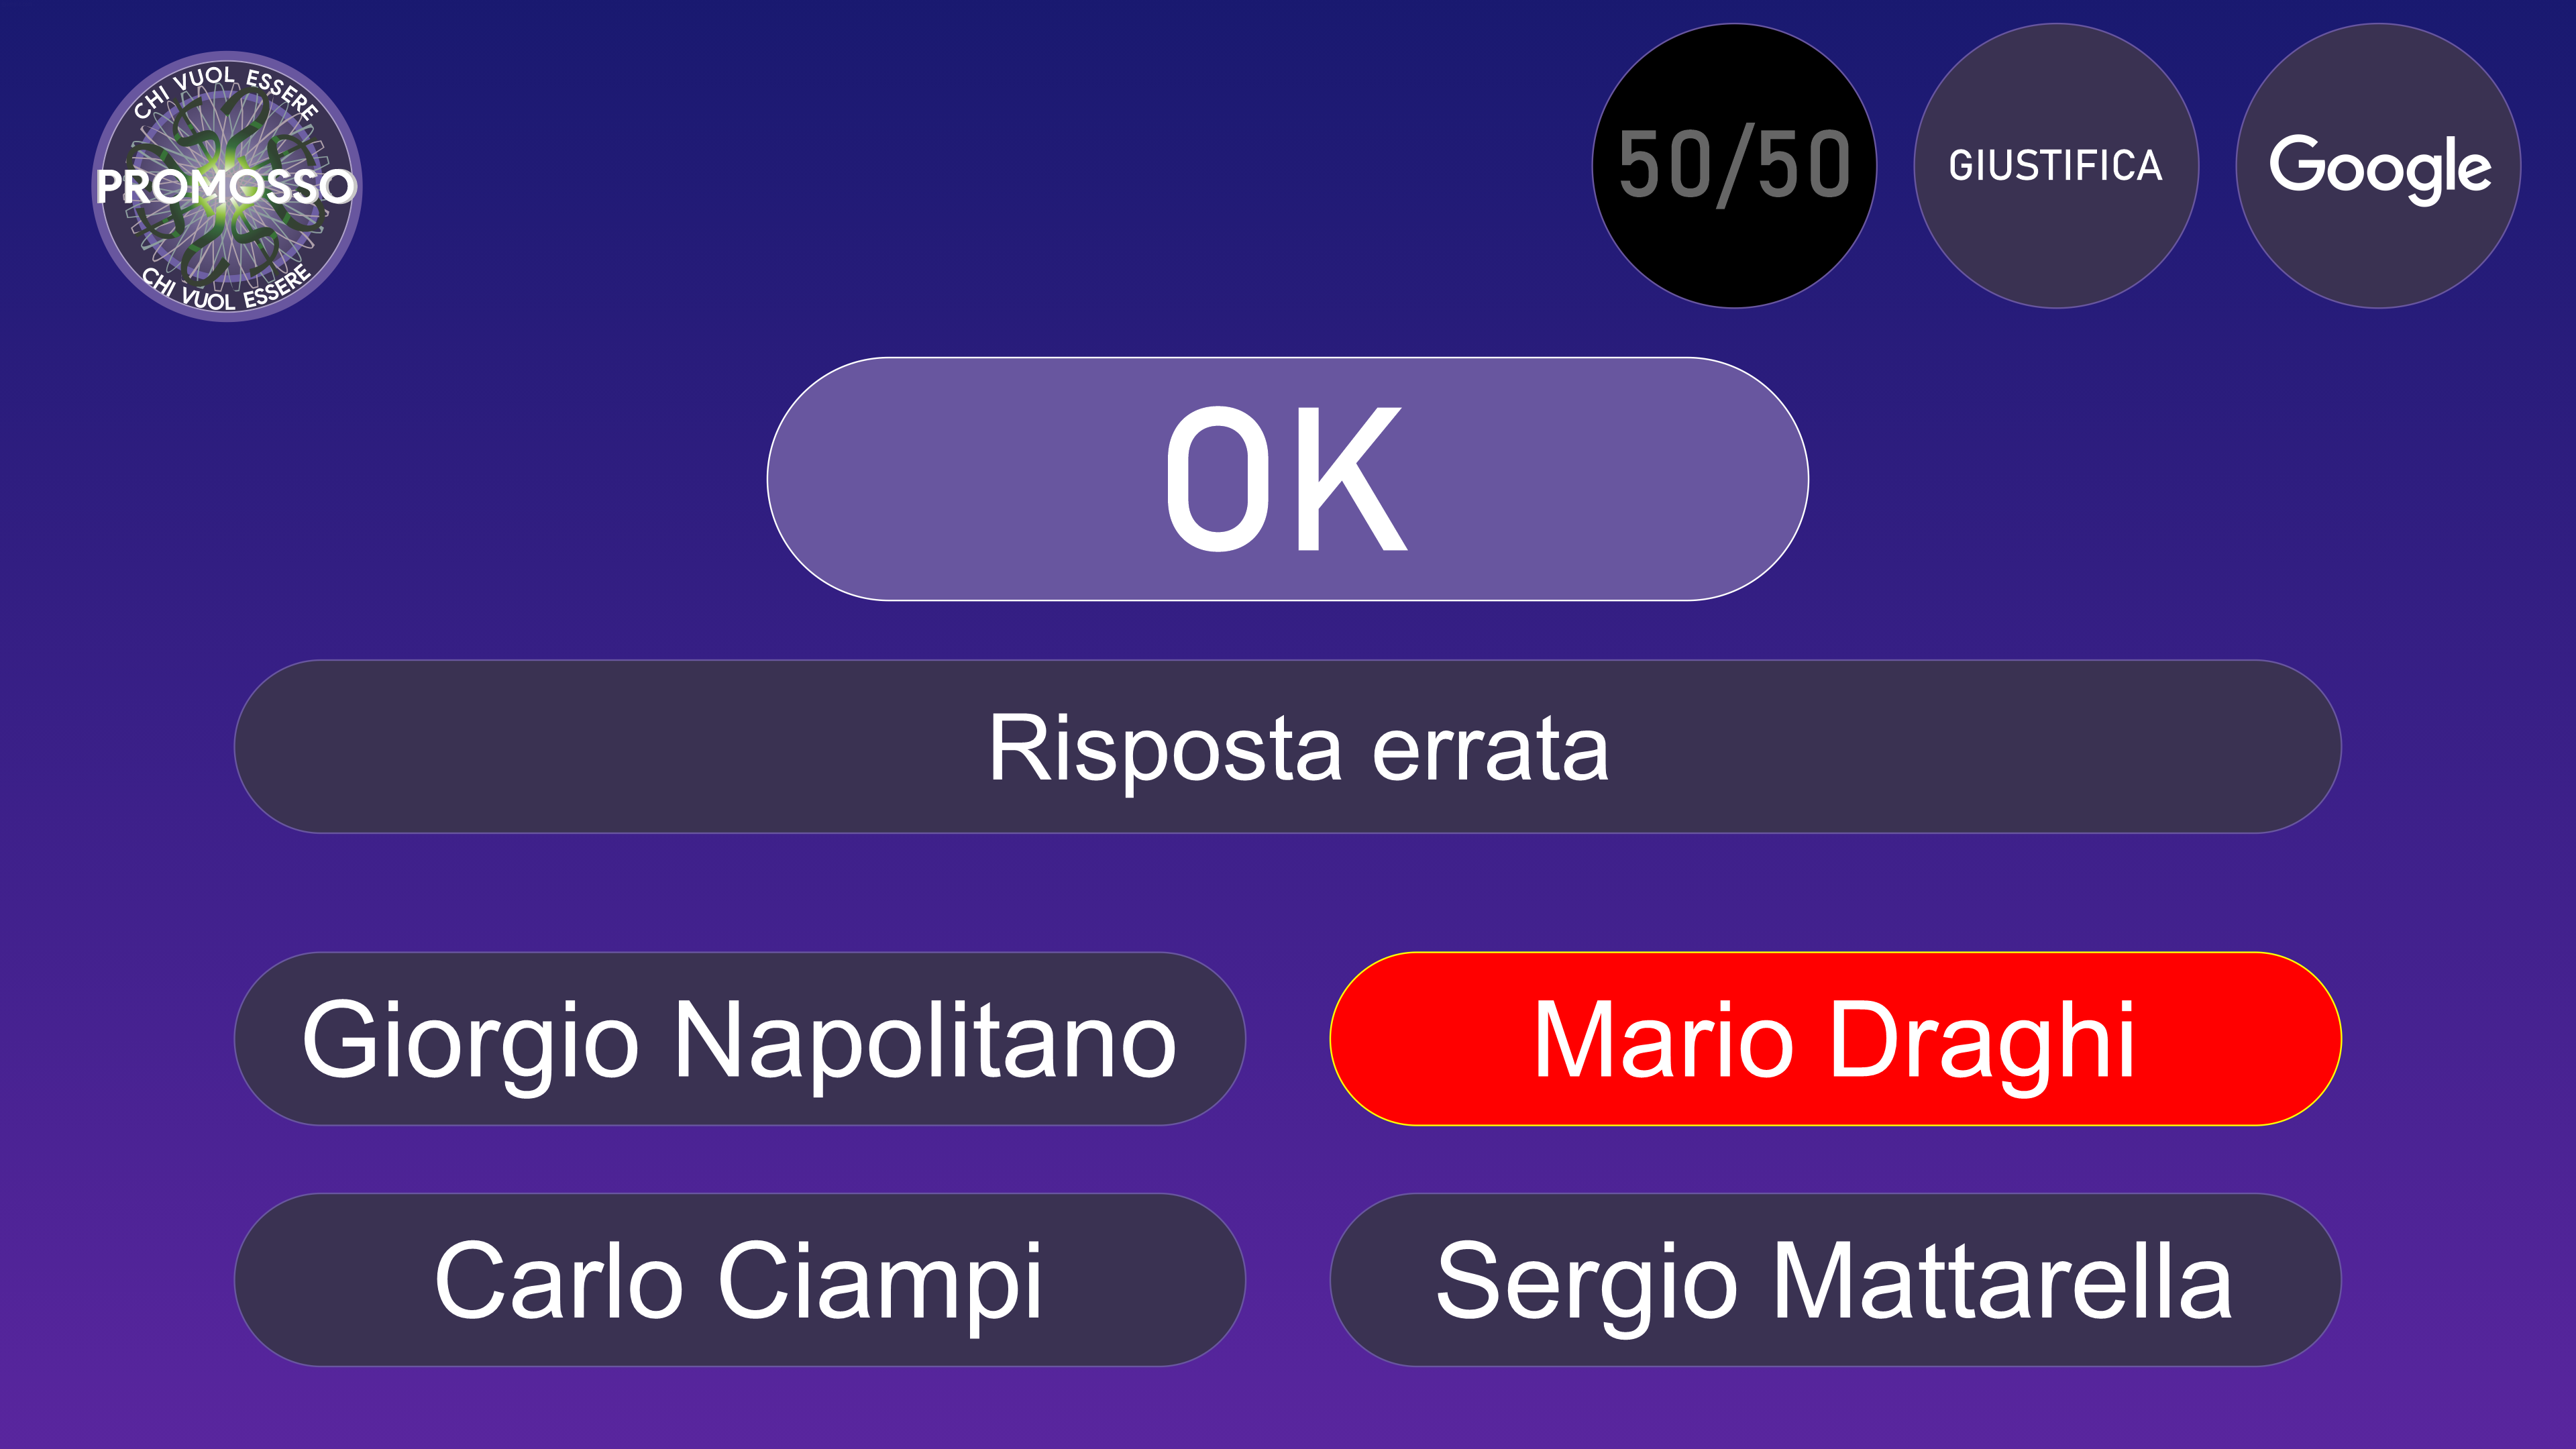 CHI VUOL ESSERE
PROMOSSO
CHI VUOL ESSERE
50/50
GIUSTIFICA
Google
OK
Risposta errata
Giorgio Napolitano
Mario Draghi
Carlo Ciampi
Sergio Mattarella